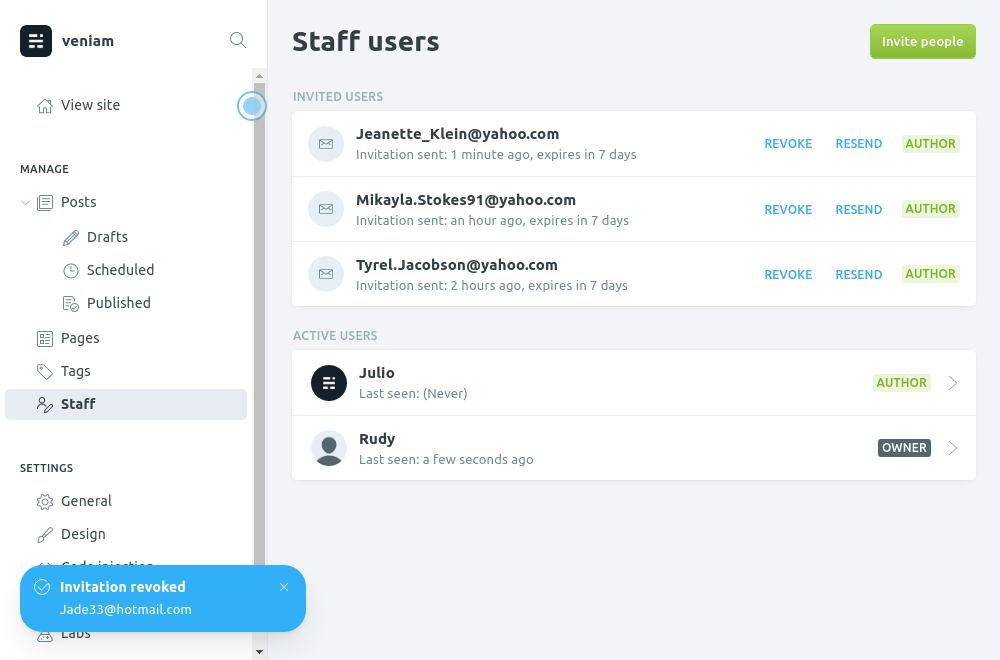 veniam
View site
MANAGE
Posts
Drafts
Scheduled
Published
Pages
Tags
Staff
SETTINGS
General
Design
Code injection
Labs
Invitation revoked
Jade33@hotmail.com
Staff users
Invite people
INVITED USERS
Jeanette_Klein@yahoo.com
Invitation sent: 1 minute ago, expires in 7 days
REVOKE RESEND AUTHOR
Mikayla.Stokes91@yahoo.com
Invitation sent: an hour ago, expires in 7 days
REVOKE RESEND AUTHOR
Tyrel.Jacobson@yahoo.com
Invitation sent: 2 hours ago, expires in 7 days
REVOKE RESEND AUTHOR
ACTIVE USERS
Julio
Last seen: (Never)
AUTHOR
Rudy
Last seen: a few seconds ago
OWNER